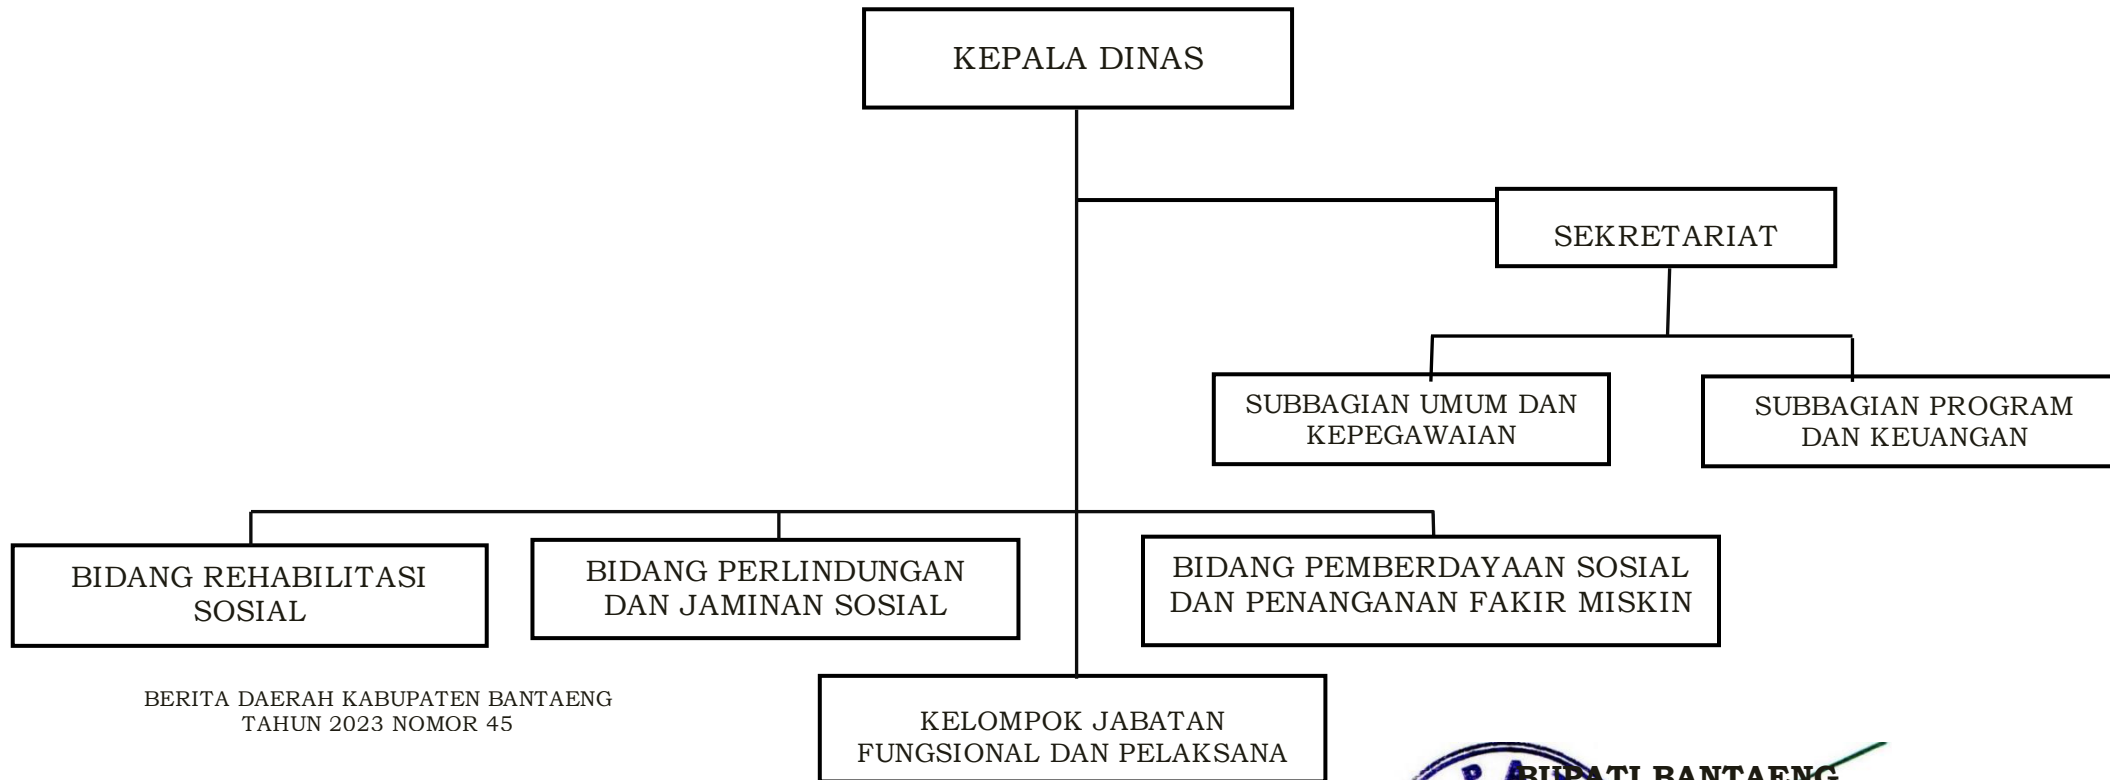 KEPALA DINAS
SEKRETARIAT
SUBBAGIAN UMUM DAN
KEPEGAWAIAN
SUBBAGIAN PROGRAM
DAN KEUANGAN
BIDANG REHABILITASI
SOSIAL
BIDANG PERLINDUNGAN
DAN JAMINAN SOSIAL
BIDANG PEMBERDAYAAN SOSIAL
DAN PENANGANAN FAKIR MISKIN
BERITA DAERAH KABUPATEN BANTAENG
TAHUN 2023 NOMOR 45
KELOMPOK JABATAN
FUNGSIONAL DAN PELAKSANA
BUPATI BANTAENG